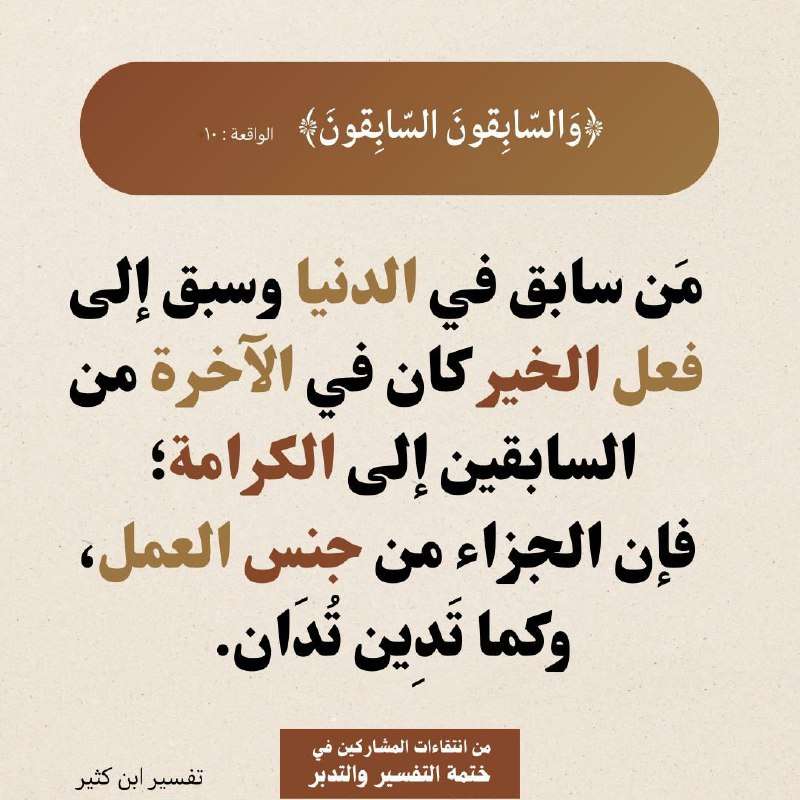 ﴿وَالسّابِقونَ السّابِقونَ﴾ الواقعة : ١٠
مَن سابق في الدنيا وسبق إلى
فعل الخير كان في الآخرة من
السابقين إلى الكرامة؛
فإن الجزاء من جنس العمل،
وكما تَدِين تُدَان.
من انتقاءات المشاركين في
ختمة التفسير والتدبر
تفسير ابن كثير